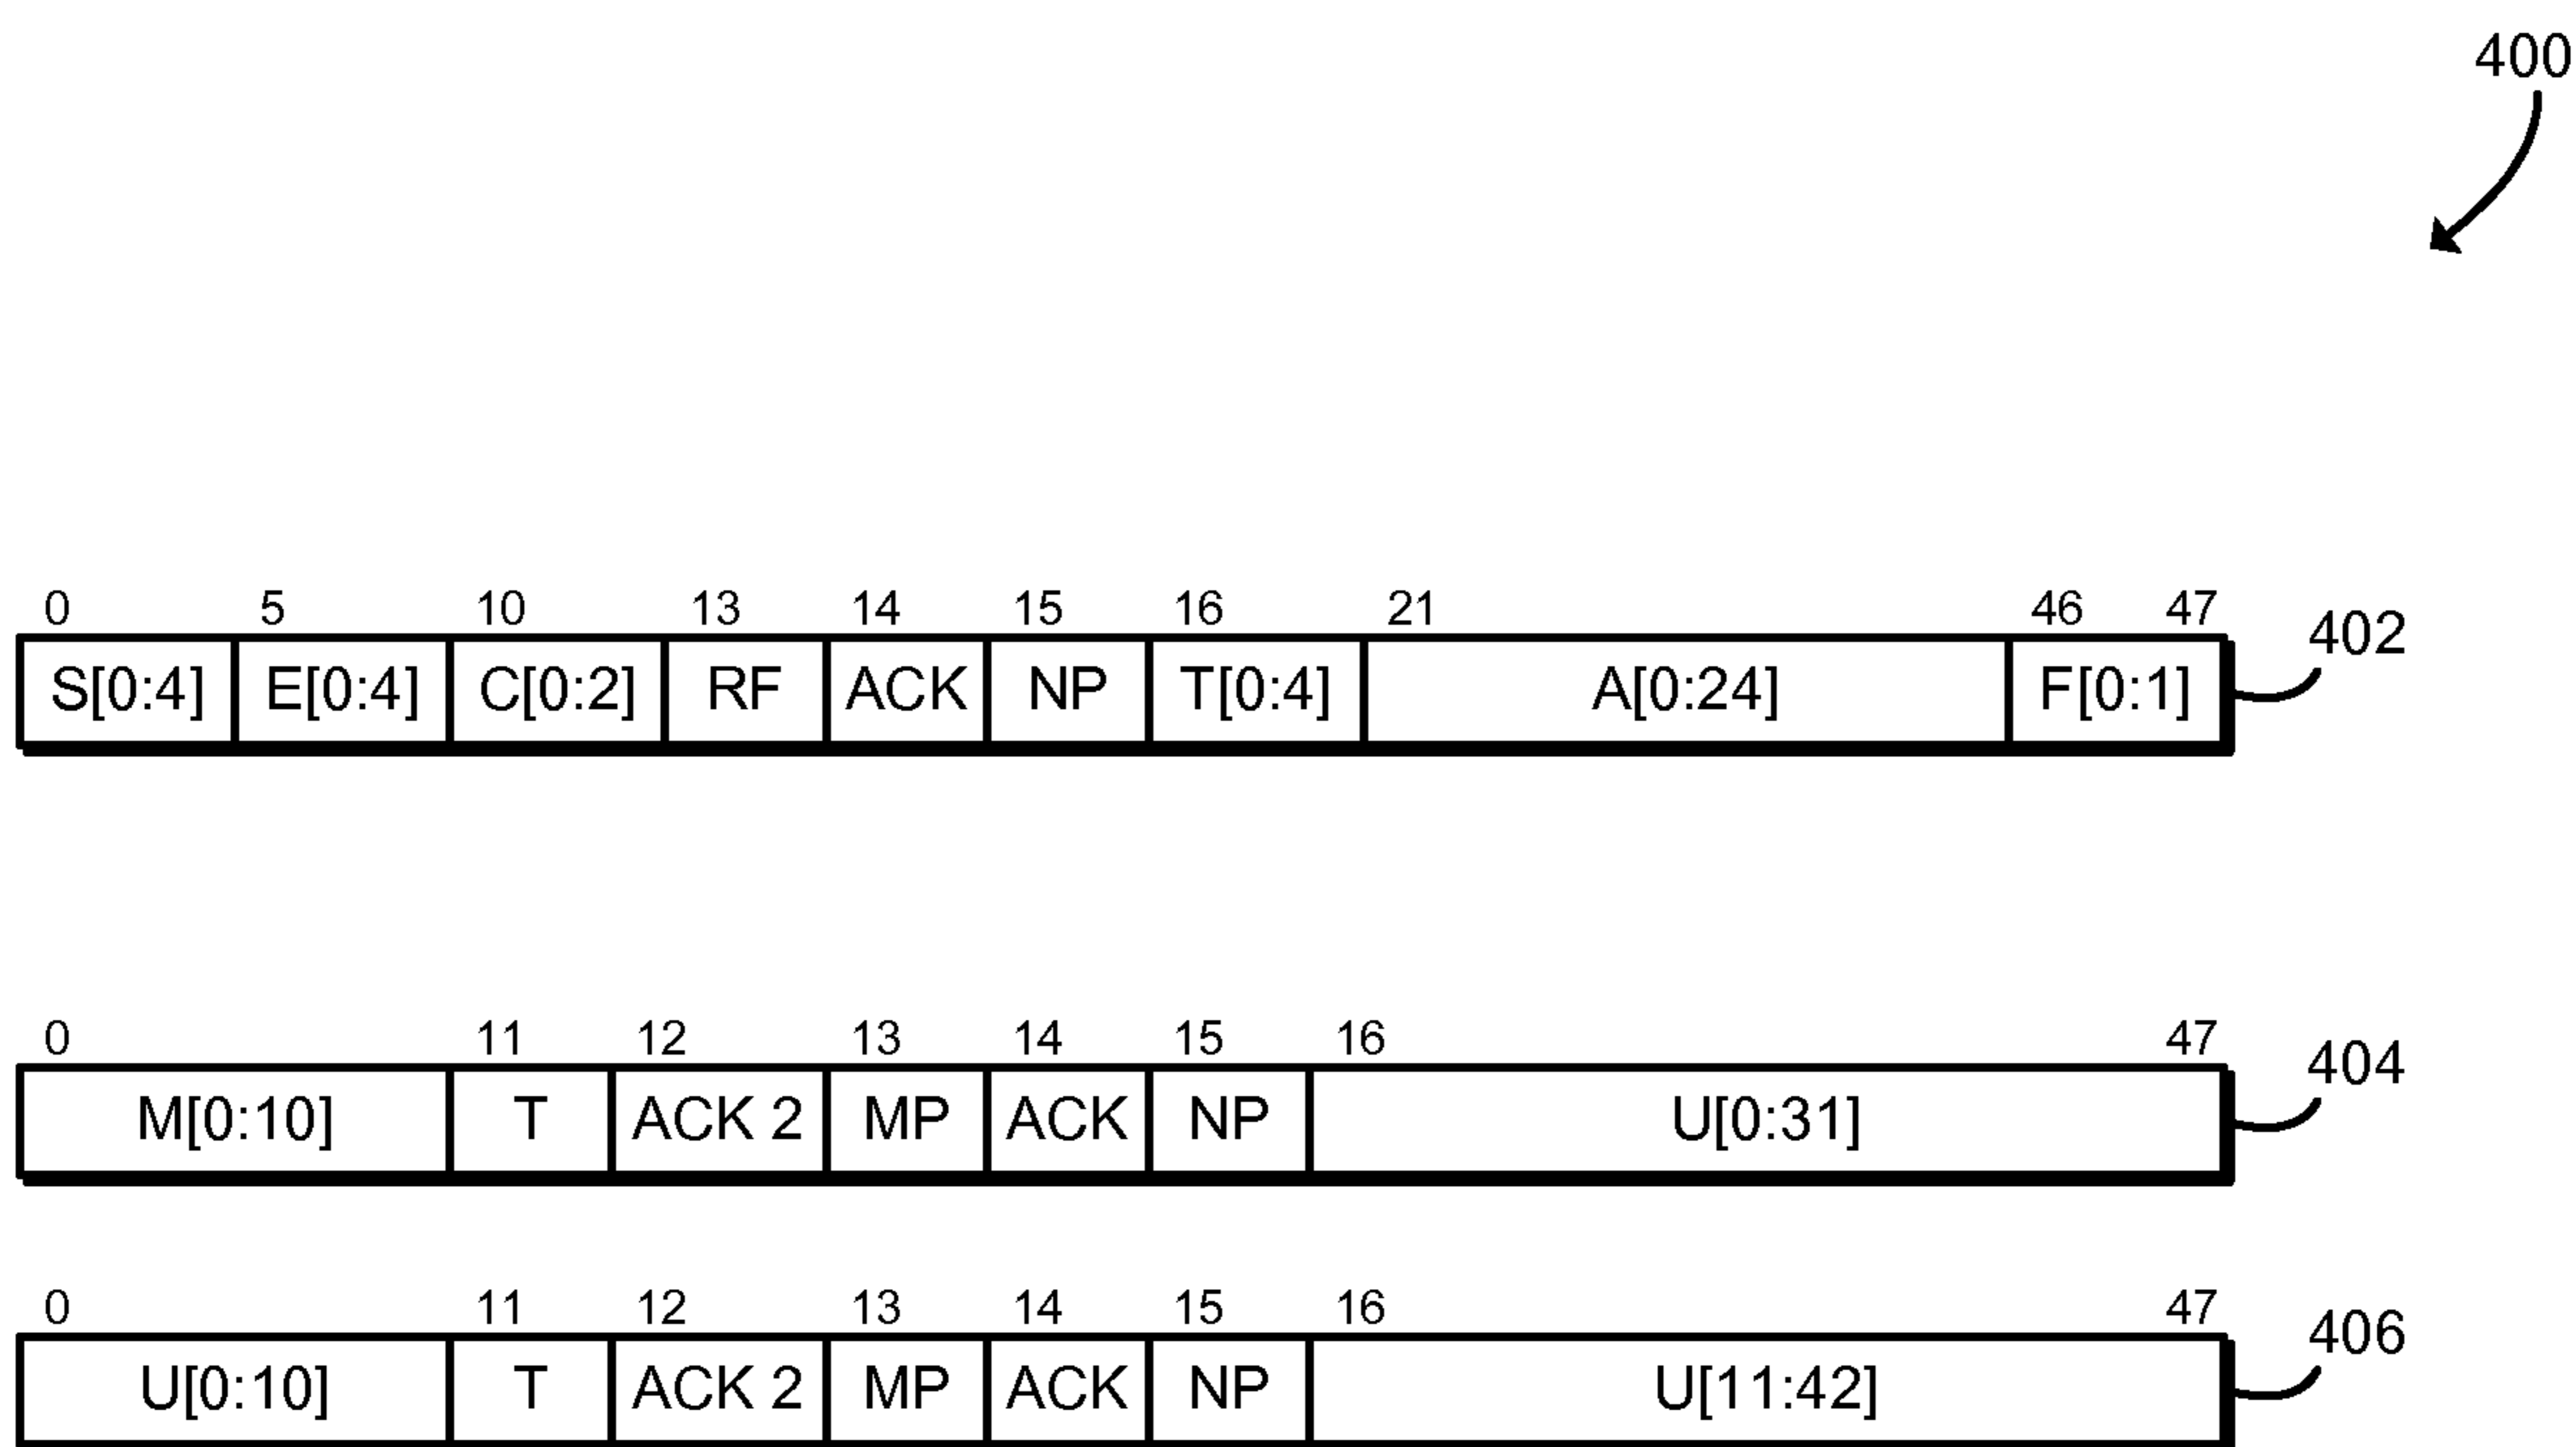 400
0 5 10 13 14 15 16 21 46 47
S[0:4] E[0:4] C[0:2] RF ACK NP T[0:4] A[0:24] F[0:1] 402
0 11 12 13 14 15 16 47
M[0:10] T ACK 2 MP ACK NP U[0:31] 404
0 11 12 13 14 15 16 47
U[0:10] T ACK 2 MP ACK NP U[11:42] 406